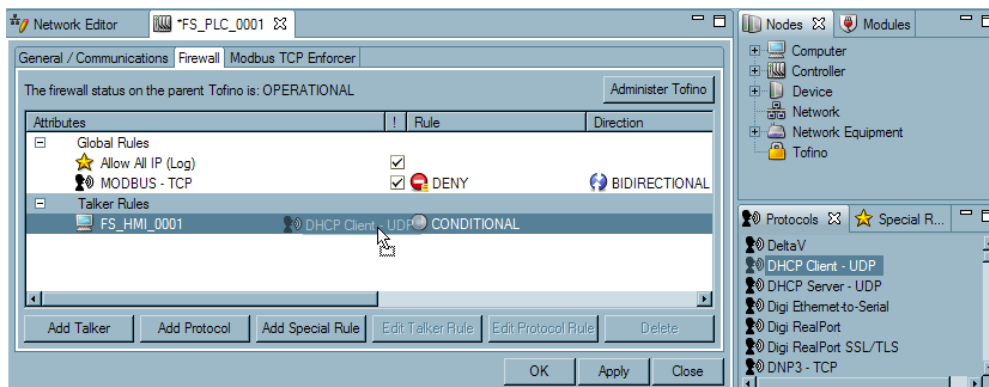 Network Editor
*FS_PLC_0001
General / Communications
Firewall
Modbus TCP Enforcer
The firewall status on the parent Tofino is: OPERATIONAL
Administer Tofino
Attributes ! Rule Direction
Global Rules
Allow All IP (Log)
MODBUS - TCP DENY BIDIRECTIONAL
Talker Rules
FS_HMI_0001 DHCP Client - UDP CONDITIONAL
Add Talker
Add Protocol
Add Special Rule
Edit Talker Rule
Edit Protocol Rule
Delete
OK
Apply
Close
Nodes
Modules
Computer
Controller
Device
Network
Network Equipment
Tofino
Protocols
Special R...
DeltaV
DHCP Client - UDP
DHCP Server - UDP
Digi Ethernet-to-Serial
Digi RealPort
Digi RealPort SSL/TLS
DNP3 - TCP